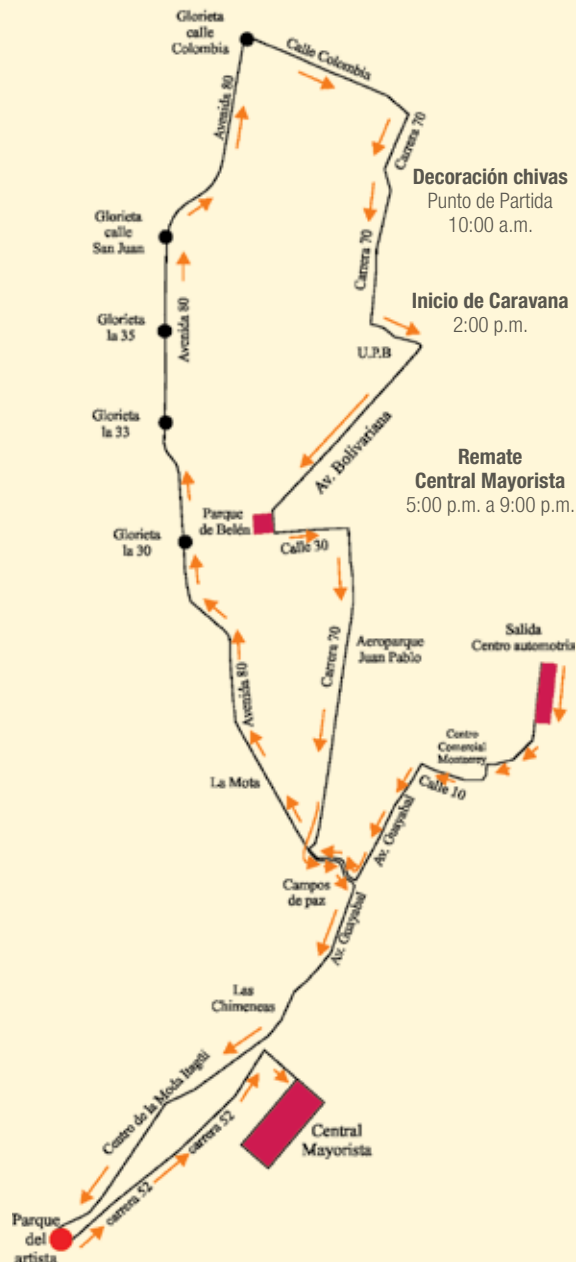 Glorieta
calle
Colombia
Calle Colombia
Avenida 80
Carrera 70
Decoración chivas
Punto de Partida
10:00 a.m.
Glorieta
calle
San Juan
Carrera 70
Inicio de Caravana
2:00 p.m.
Glorieta
la 35
Avenida 80
U.P.B
Glorieta
la 33
Av. Bolivariana
Remate
Central Mayorista
5:00 p.m. a 9:00 p.m.
Parque
de Belén
Calle 30
Glorieta
la 30
Carrera 70
Aeroparque
Juan Pablo
Salida
Centro automotris
Avenida 80
Centro
Comercial
Monterrey
Calle 10
La Mota
Av. Guayabal
Campos
de paz
Av. Guayabal
Las
Chimeneas
Centro de la Moda Itagüi
carrera 52
carrera 52
Central
Mayorista
Parque
del
artista